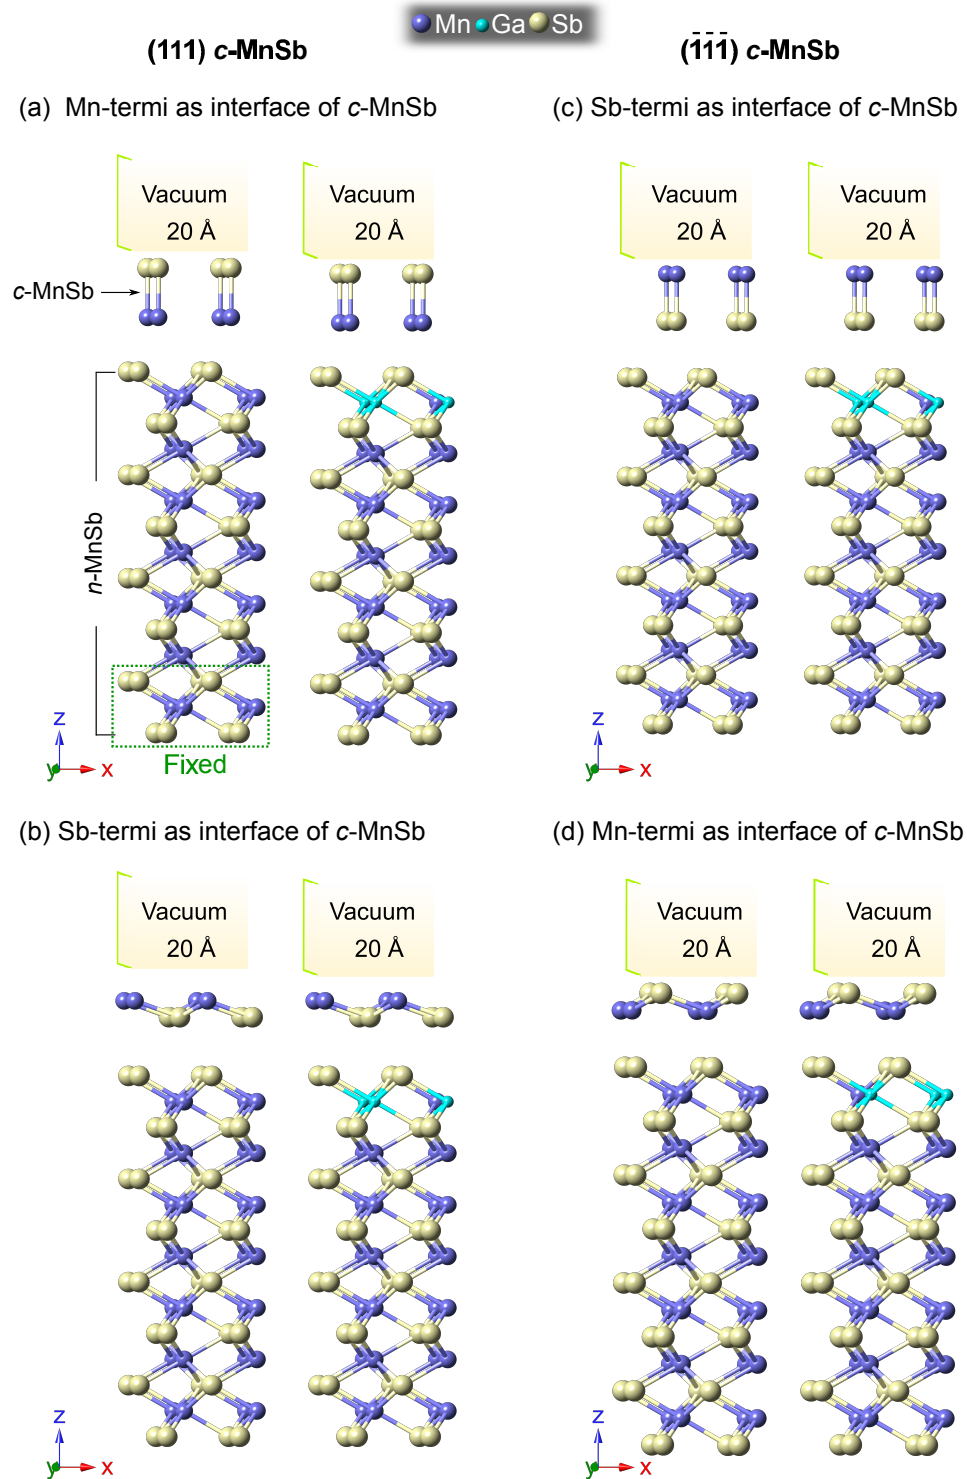 Mn Ga Sb
(111) c-MnSb
(1̅1̅1̅) c-MnSb
(a) Mn-termi as interface of c-MnSb
(c) Sb-termi as interface of c-MnSb
Vacuum
20 Å
Vacuum
20 Å
Vacuum
20 Å
Vacuum
20 Å
c-MnSb
n-MnSb
Fixed
z
y
x
z
y
x
(b) Sb-termi as interface of c-MnSb
(d) Mn-termi as interface of c-MnSb
Vacuum
20 Å
Vacuum
20 Å
Vacuum
20 Å
Vacuum
20 Å
z
y
x
z
y
x